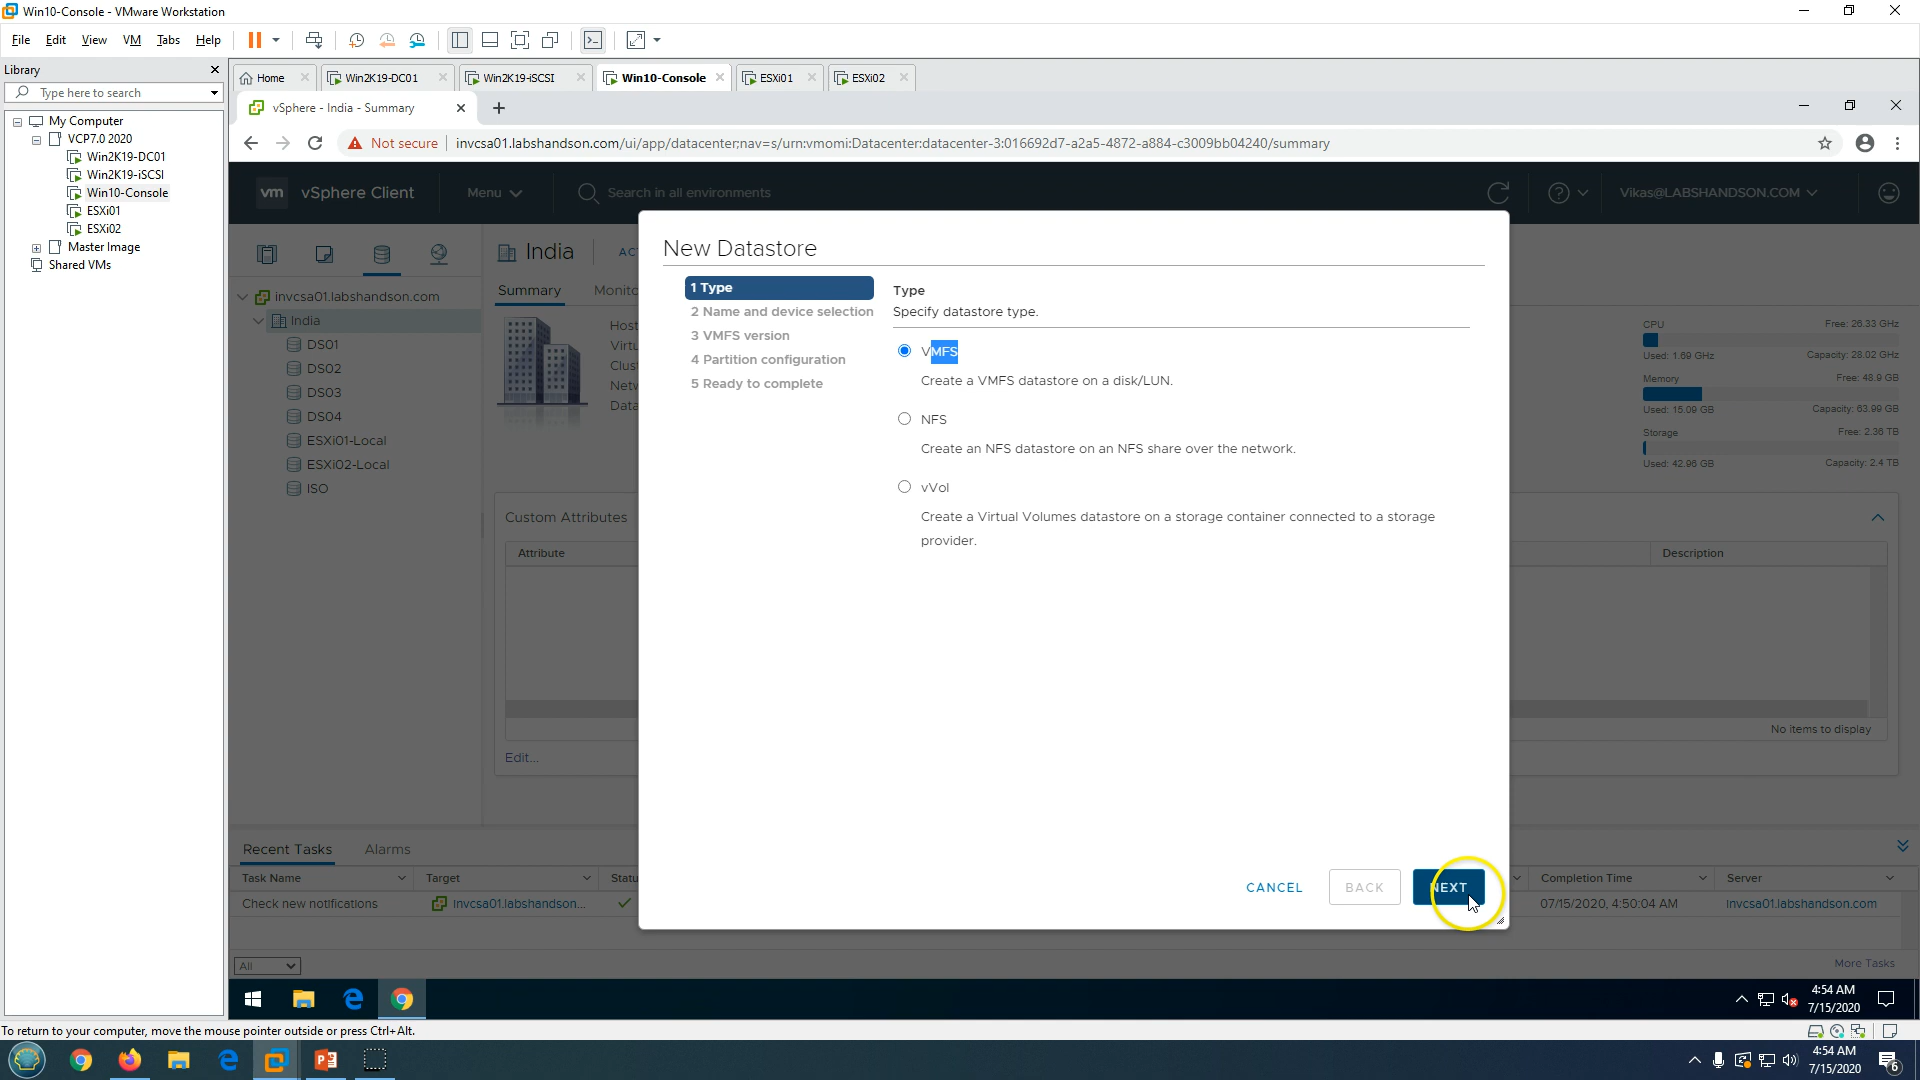 Win10-Console - VMware Workstation
File Edit View VM Tabs Help
Library
Type here to search
My Computer
VCP7.0 2020
Win2K19-DC01
Win2K19-iSCSI
Win10-Console
ESXi01
ESXi02
Master Image
Shared VMs
Home
Win2K19-DC01
Win2K19-iSCSI
Win10-Console
ESXi01
ESXi02
vSphere - India - Summary
Not secure
invcsa01.labshandson.com/ui/app/datacenter;nav=s/urn:vmomi:Datacenter:datacenter-3:016692d7-a2a5-4872-a884-c3009bb04240/summary
vm vSphere Client Menu Search in all environments Vikas@LABSHANDSON.COM
invcsa01.labshandson.com
India
DS01
DS02
DS03
DS04
ESXi01-Local
ESXi02-Local
ISO
India
Summary
New Datastore
1 Type
2 Name and device selection
3 VMFS version
4 Partition configuration
5 Ready to complete
Type
Specify datastore type.
VMFS
Create a VMFS datastore on a disk/LUN.
NFS
Create an NFS datastore on an NFS share over the network.
vVol
Create a Virtual Volumes datastore on a storage container connected to a storage
provider.
CANCEL BACK NEXT
CPU Free: 26.33 GHz
Used: 1.69 GHz Capacity: 28.02 GHz
Memory Free: 48.9 GB
Used: 15.09 GB Capacity: 63.99 GB
Storage Free: 2.36 TB
Used: 42.96 GB Capacity: 2.4 TB
Custom Attributes
Attribute
Description
No items to display
Edit...
Recent Tasks Alarms
Task Name Target Completion Time Server
Check new notifications invcsa01.labshandson... 07/15/2020, 4:50:04 AM invcsa01.labshandson.com
All
More Tasks
4:54 AM
7/15/2020
To return to your computer, move the mouse pointer outside or press Ctrl+Alt.
4:54 AM
7/15/2020
6